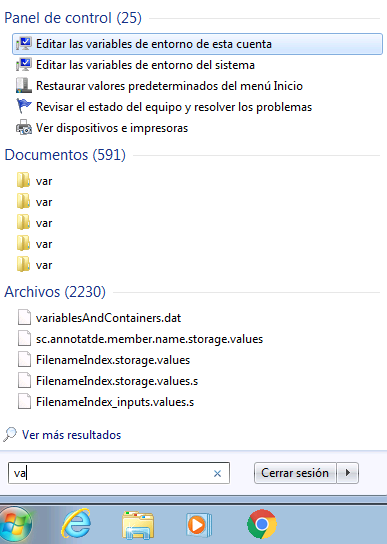 Panel de control (25)
Editar las variables de entorno de esta cuenta
Editar las variables de entorno del sistema
Restaurar valores predeterminados del menú Inicio
Revisar el estado del equipo y resolver los problemas
Ver dispositivos e impresoras
Documentos (591)
var
var
var
var
var
Archivos (2230)
variablesAndContainers.dat
sc.annotatde.member.name.storage.values
FilenameIndex.storage.values
FilenameIndex.storage.values.s
FilenameIndex_inputs.values.s
Ver más resultados
va
Cerrar sesión